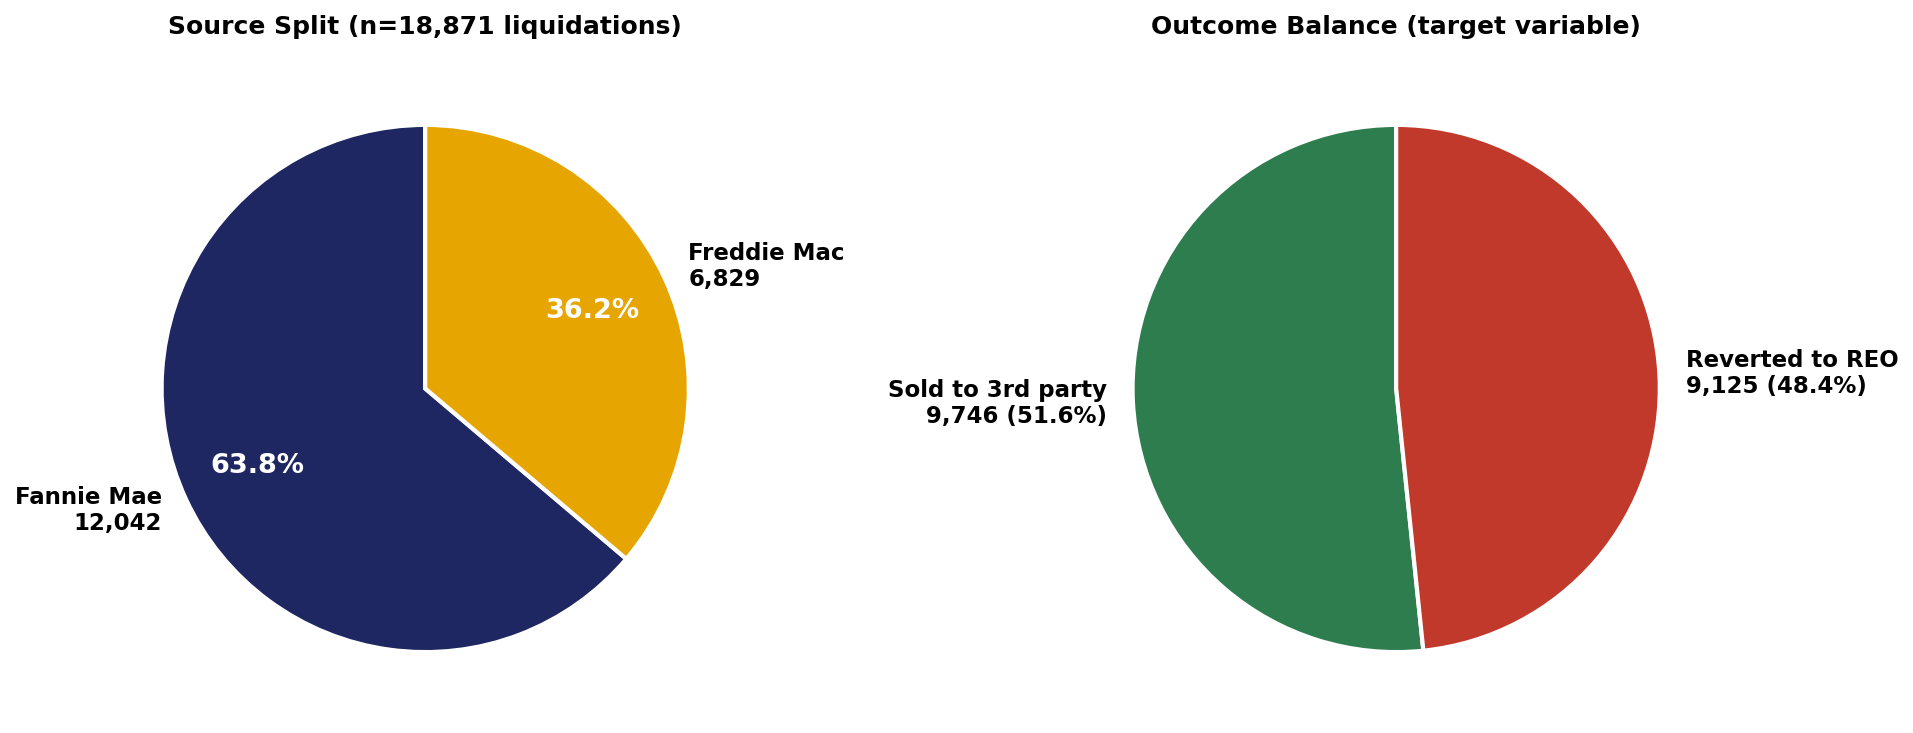 Source Split (n=18,871 liquidations)
Freddie Mac
6,829
36.2%
63.8%
Fannie Mae
12,042
Outcome Balance (target variable)
Reverted to REO
9,125 (48.4%)
Sold to 3rd party
9,746 (51.6%)